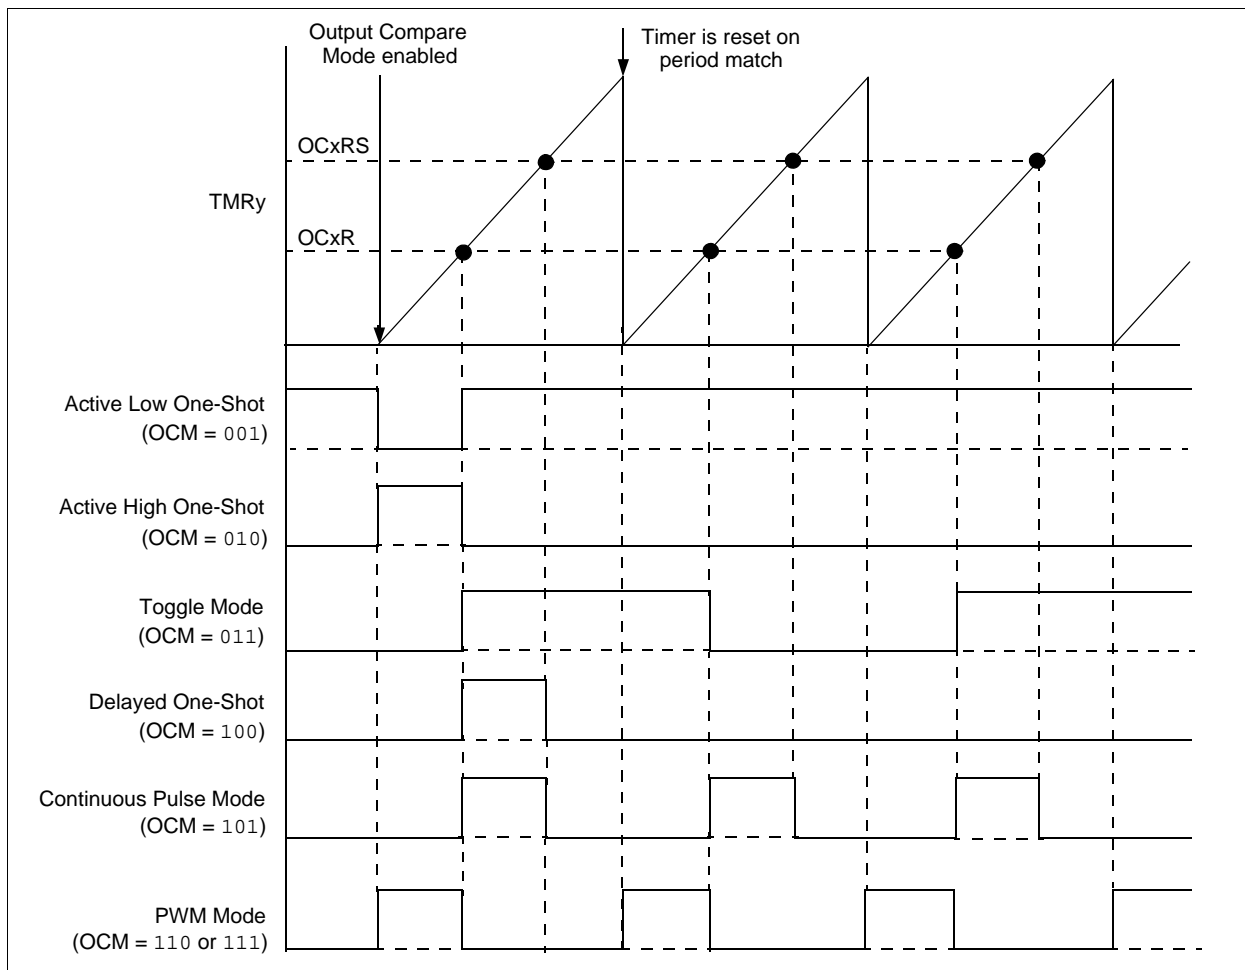 Output Compare
Mode enabled
Timer is reset on
period match
OCxRS
TMRy
OCxR
Active Low One-Shot
(OCM = 001)
Active High One-Shot
(OCM = 010)
Toggle Mode
(OCM = 011)
Delayed One-Shot
(OCM = 100)
Continuous Pulse Mode
(OCM = 101)
PWM Mode
(OCM = 110 or 111)